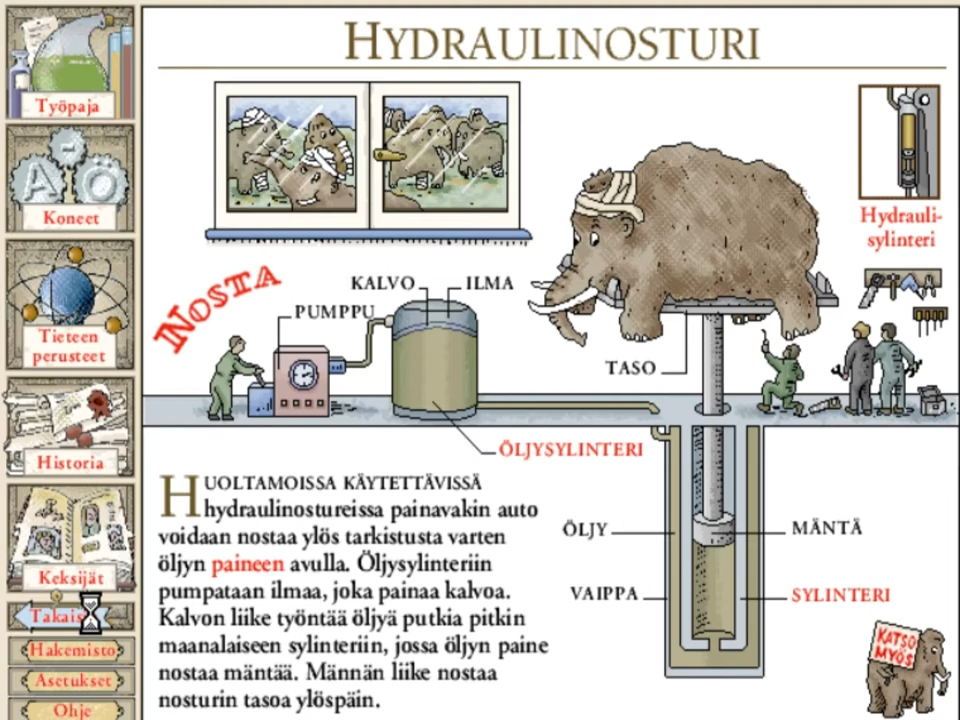 HYDRAULINOSTURI
Työpaja
A - Ö
Koneet
Tieteen
perusteet
Historia
Keksijät
Takais
Hakemisto
Asetukset
Ohje
Hydrauli-
sylinteri
NOSTA
KALVO
ILMA
PUMPPU
TASO
ÖLJYSYLINTERI
HUOLTAMOISSA KÄYTETTÄVISSÄ
hydraulinostureissa painavakin auto
voidaan nostaa ylös tarkistusta varten
öljyn paineen avulla. Öljysylinteriin
pumpataan ilmaa, joka painaa kalvoa.
Kalvon liike työntää öljyä putkia pitkin
maanalaiseen sylinteriin, jossa öljyn paine
nostaa mäntää. Männän liike nostaa
nosturin tasoa ylöspäin.
ÖLJY
MÄNTÄ
VAIPPA
SYLINTERI
KATSO
MYÖS